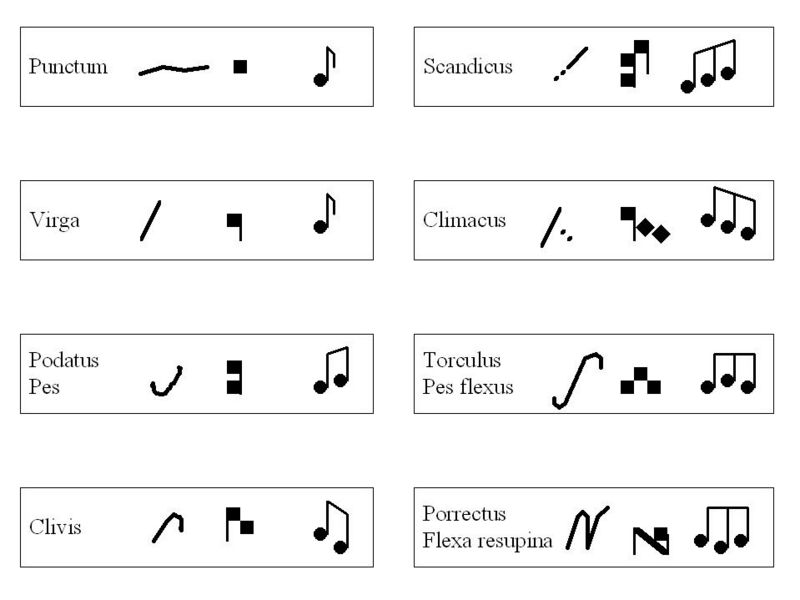 Punctum
Virga
Podatus
Pes
Clivis
Scandicus
Climacus
Torculus
Pes flexus
Porrectus
Flexa resupina